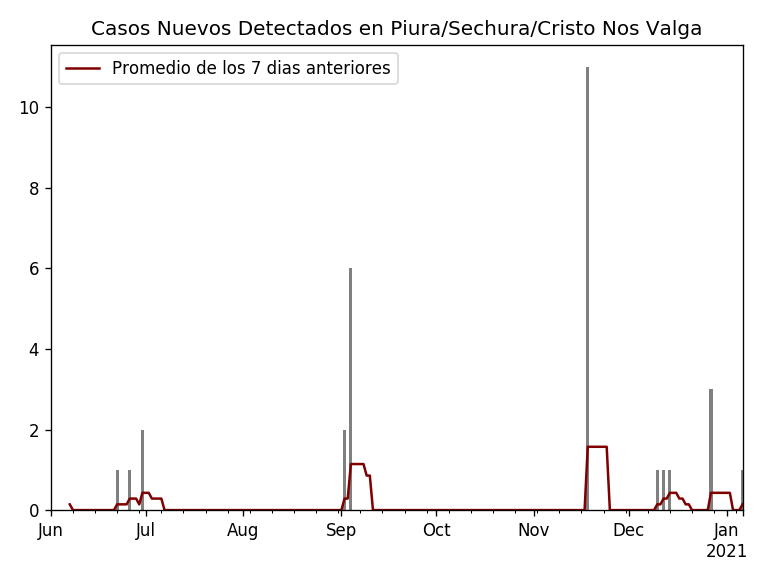 Casos Nuevos Detectados en Piura/Sechura/Cristo Nos Valga
Promedio de los 7 dias anteriores
10
8
6
4
2
0
Jun Jul Aug Sep Oct Nov Dec Jan
2021